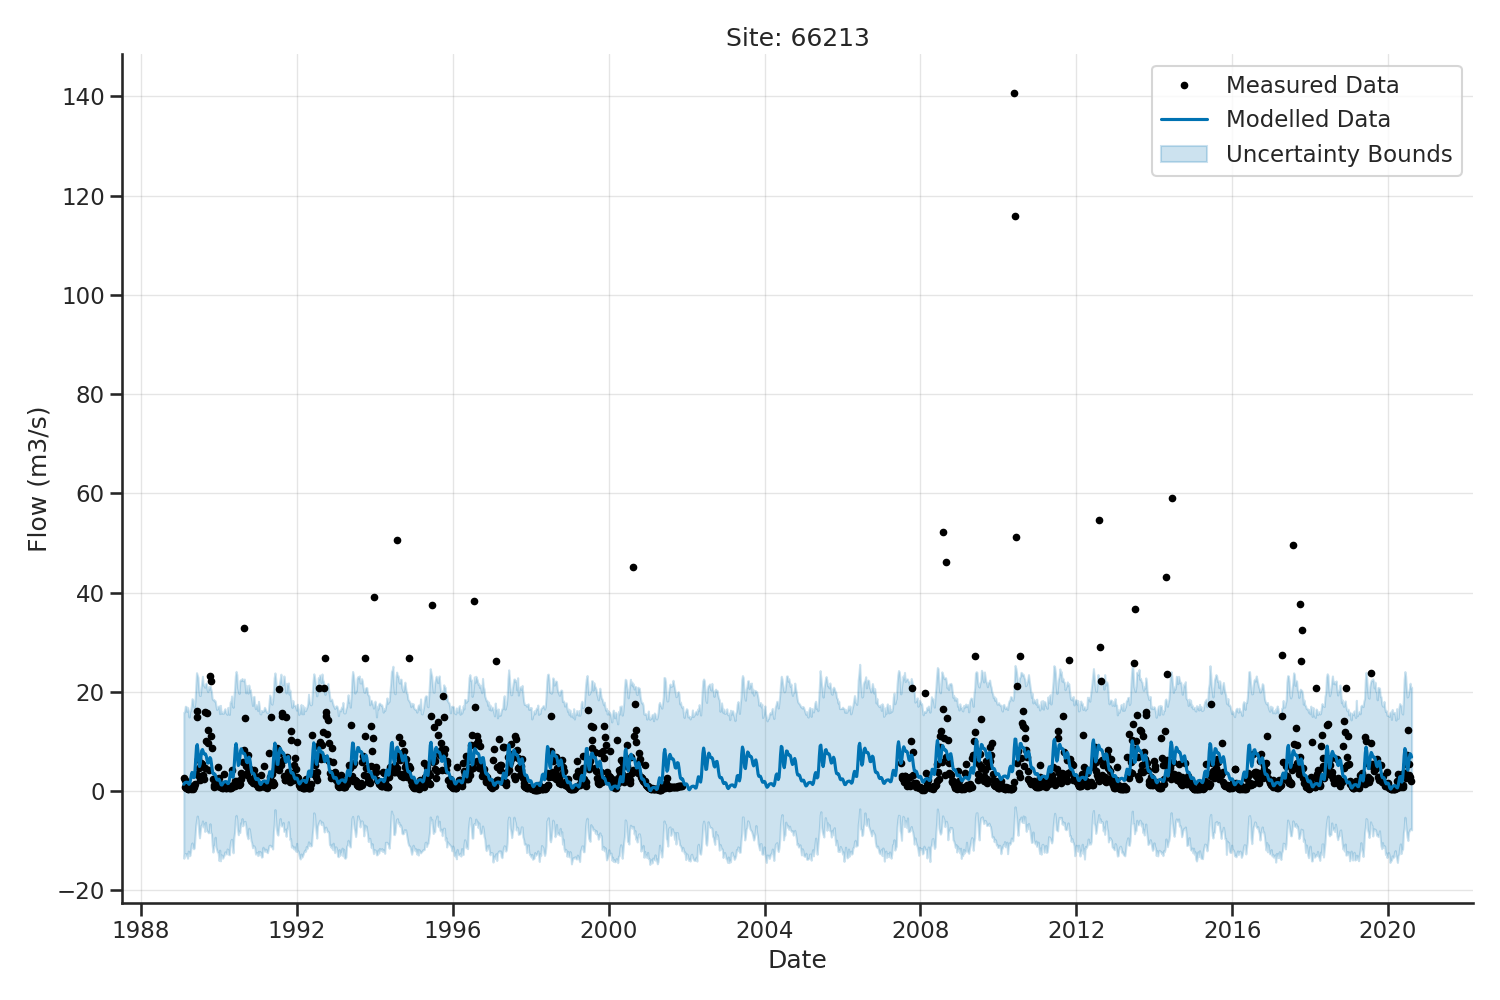 Site: 66213
Measured Data
Modelled Data
Uncertainty Bounds
Flow (m3/s)
140
120
100
80
60
40
20
0
−20
1988 1992 1996 2000 2004 2008 2012 2016 2020
Date